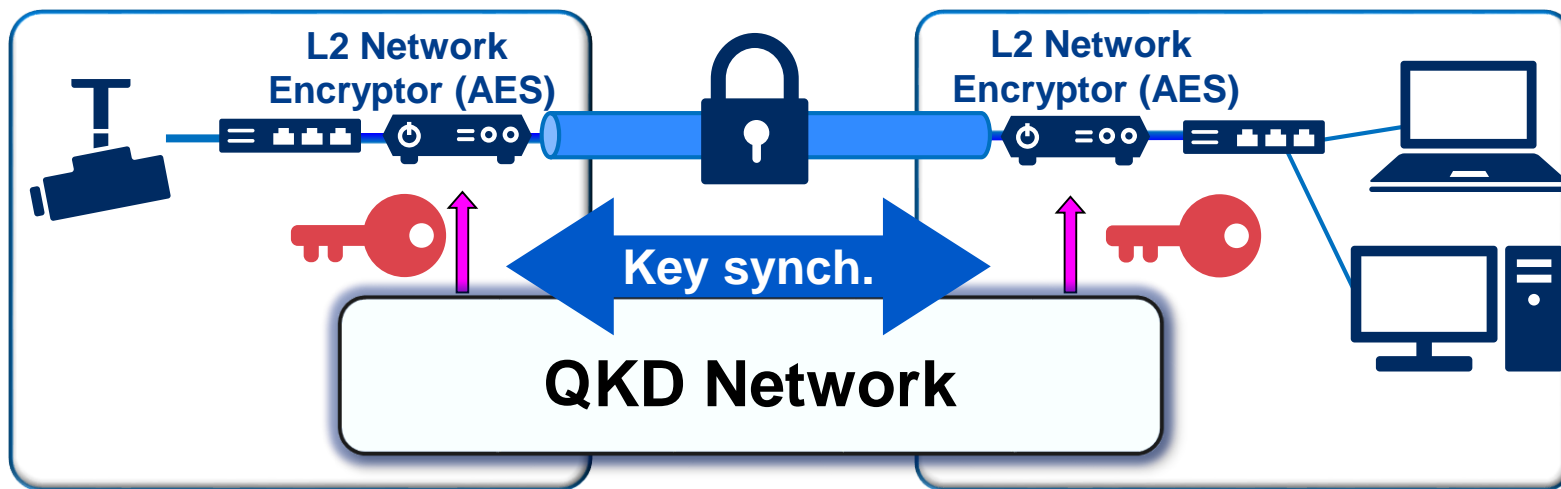 L2 Network
Encryptor (AES)
L2 Network
Encryptor (AES)
Key synch.
QKD Network